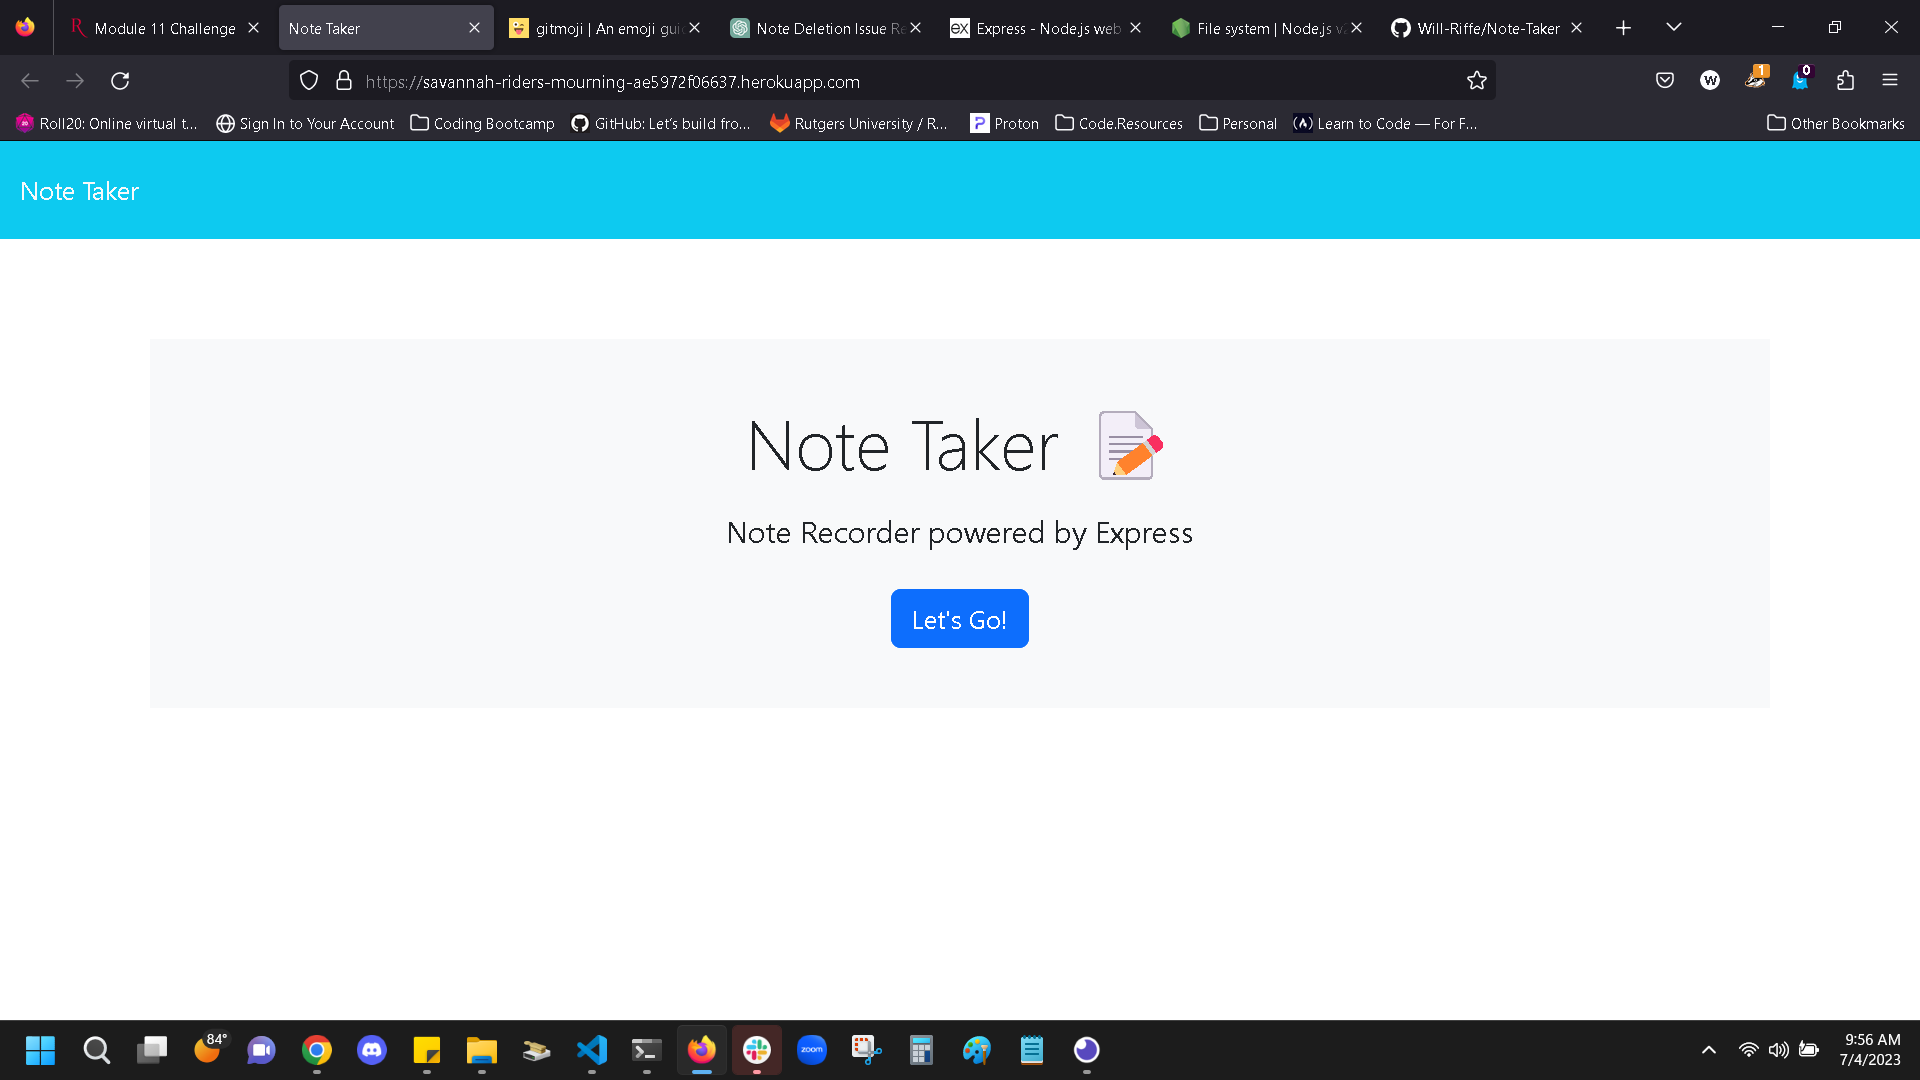 Module 11 Challenge
Note Taker
gitmoji | An emoji gui
Note Deletion Issue Re
Express - Node.js web
File system | Node.js v
Will-Riffe/Note-Taker
https://savannah-riders-mourning-ae5972f06637.herokuapp.com
W
1
0
Roll20: Online virtual t...
Sign In to Your Account
Coding Bootcamp
GitHub: Let's build fro...
Rutgers University / R...
Proton
Code.Resources
Personal
Learn to Code — For F...
Other Bookmarks
Note Taker
Note Taker
Note Recorder powered by Express
Let's Go!
84°
zoom
9:56 AM
7/4/2023